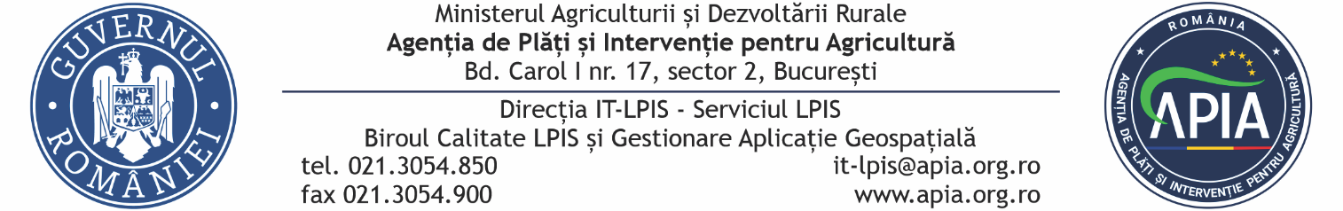 GUVERNUL ROMÂNIEI
Ministerul Agriculturii și Dezvoltării Rurale
Agenția de Plăți și Intervenție pentru Agricultură
Bd. Carol I nr. 17, sector 2, București
Direcția IT-LPIS - Serviciul LPIS
Biroul Calitate LPIS și Gestionare Aplicație Geospațială
tel. 021.3054.850 it-lpis@apia.org.ro
fax 021.3054.900 www.apia.org.ro
ROMÂNIA
APIA
AGENȚIA DE PLĂȚI ȘI INTERVENȚIE PENTRU AGRICULTURĂ